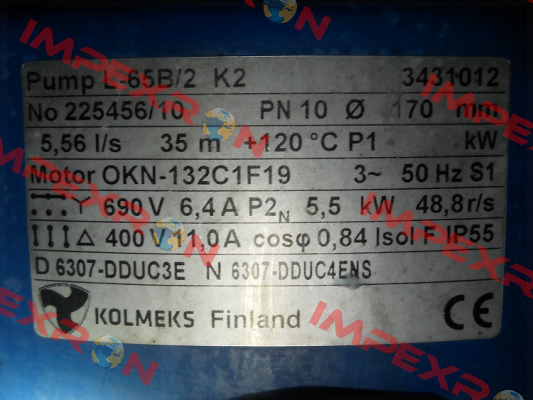 Pump L-65B/2 K2 3431012
No 225456/10 PN 10 Ø 170 mm
5,56 l/s 35 m +120 °C P1 kW
Motor OKN-132C1F19 3~ 50 Hz S1
Y 690 V 6,4 A P2N 5,5 kW 48,8 r/s
△ 400 V 11,0 A cosφ 0,84 Isol F IP55
D 6307-DDUC3E N 6307-DDUC4ENS
KOLMEKS Finland CE
IMPEXRON
IMPEXRON
IMPEXRON
IMPEXRON